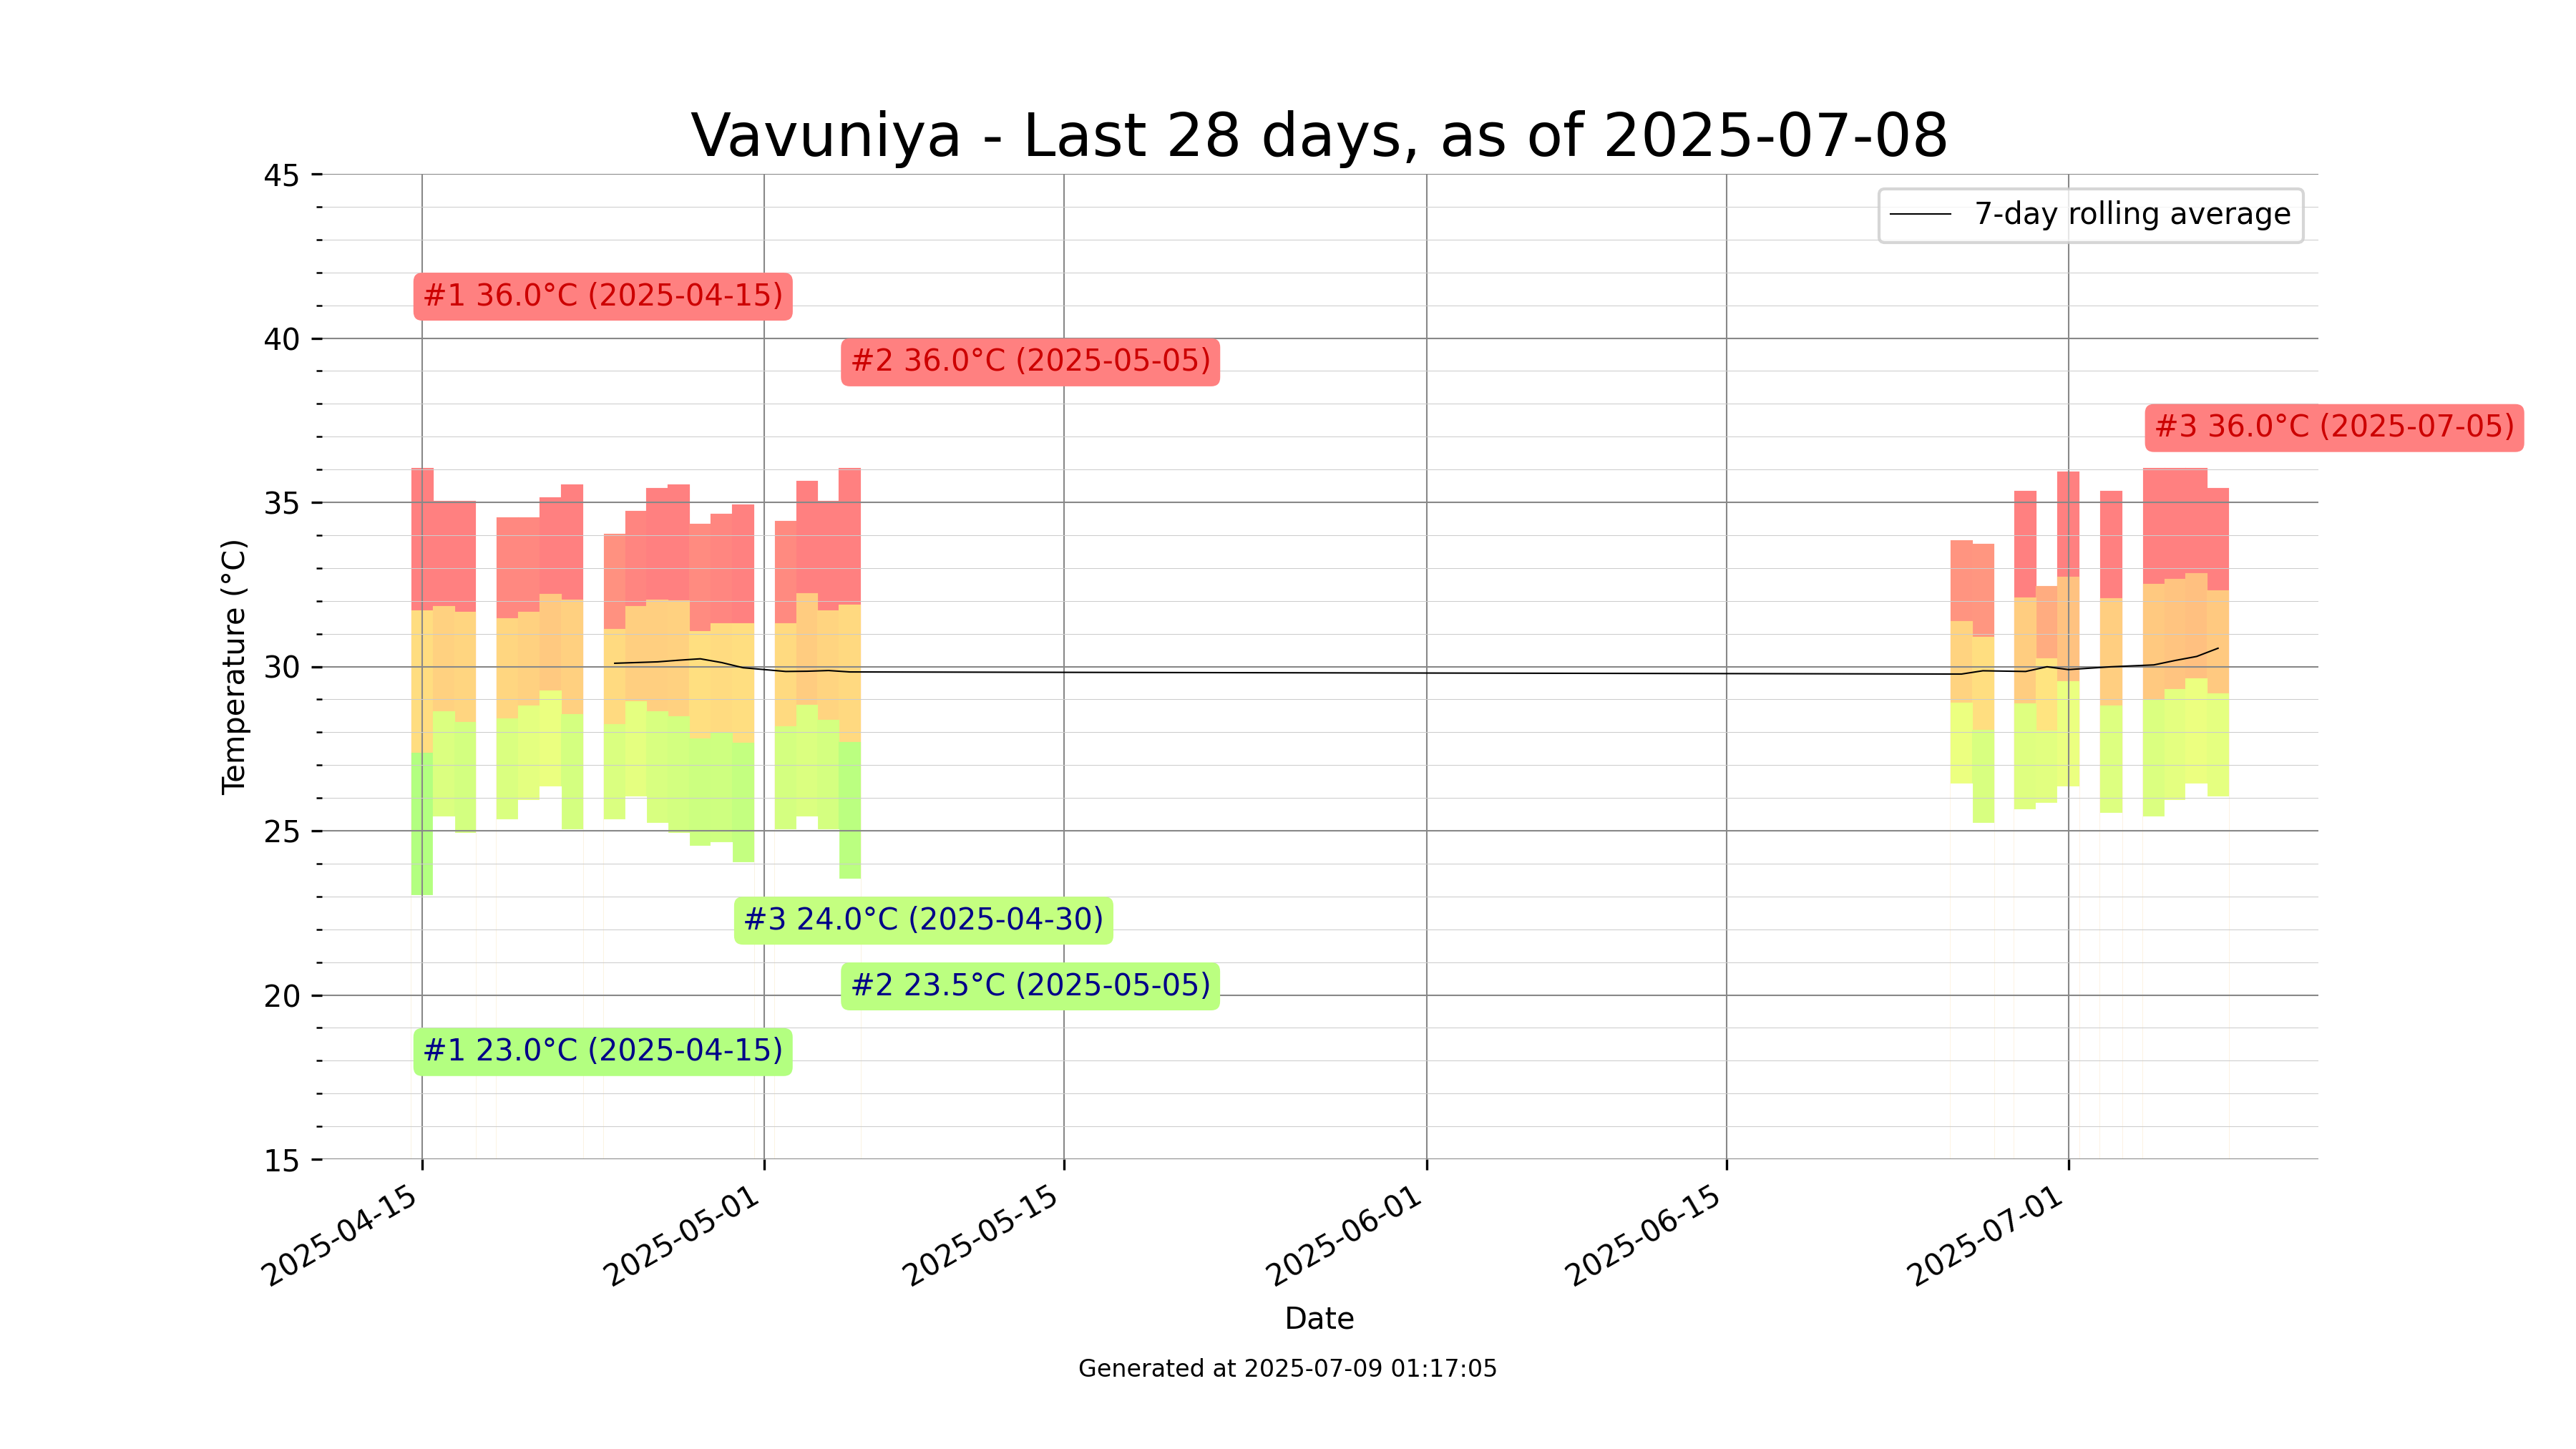 Vavuniya - Last 28 days, as of 2025-07-08
7-day rolling average
45
40
35
30
25
20
15
Temperature (°C)
#1 36.0°C (2025-04-15)
#2 36.0°C (2025-05-05)
#3 36.0°C (2025-07-05)
#3 24.0°C (2025-04-30)
#2 23.5°C (2025-05-05)
#1 23.0°C (2025-04-15)
2025-04-15
2025-05-01
2025-05-15
2025-06-01
2025-06-15
2025-07-01
Date
Generated at 2025-07-09 01:17:05